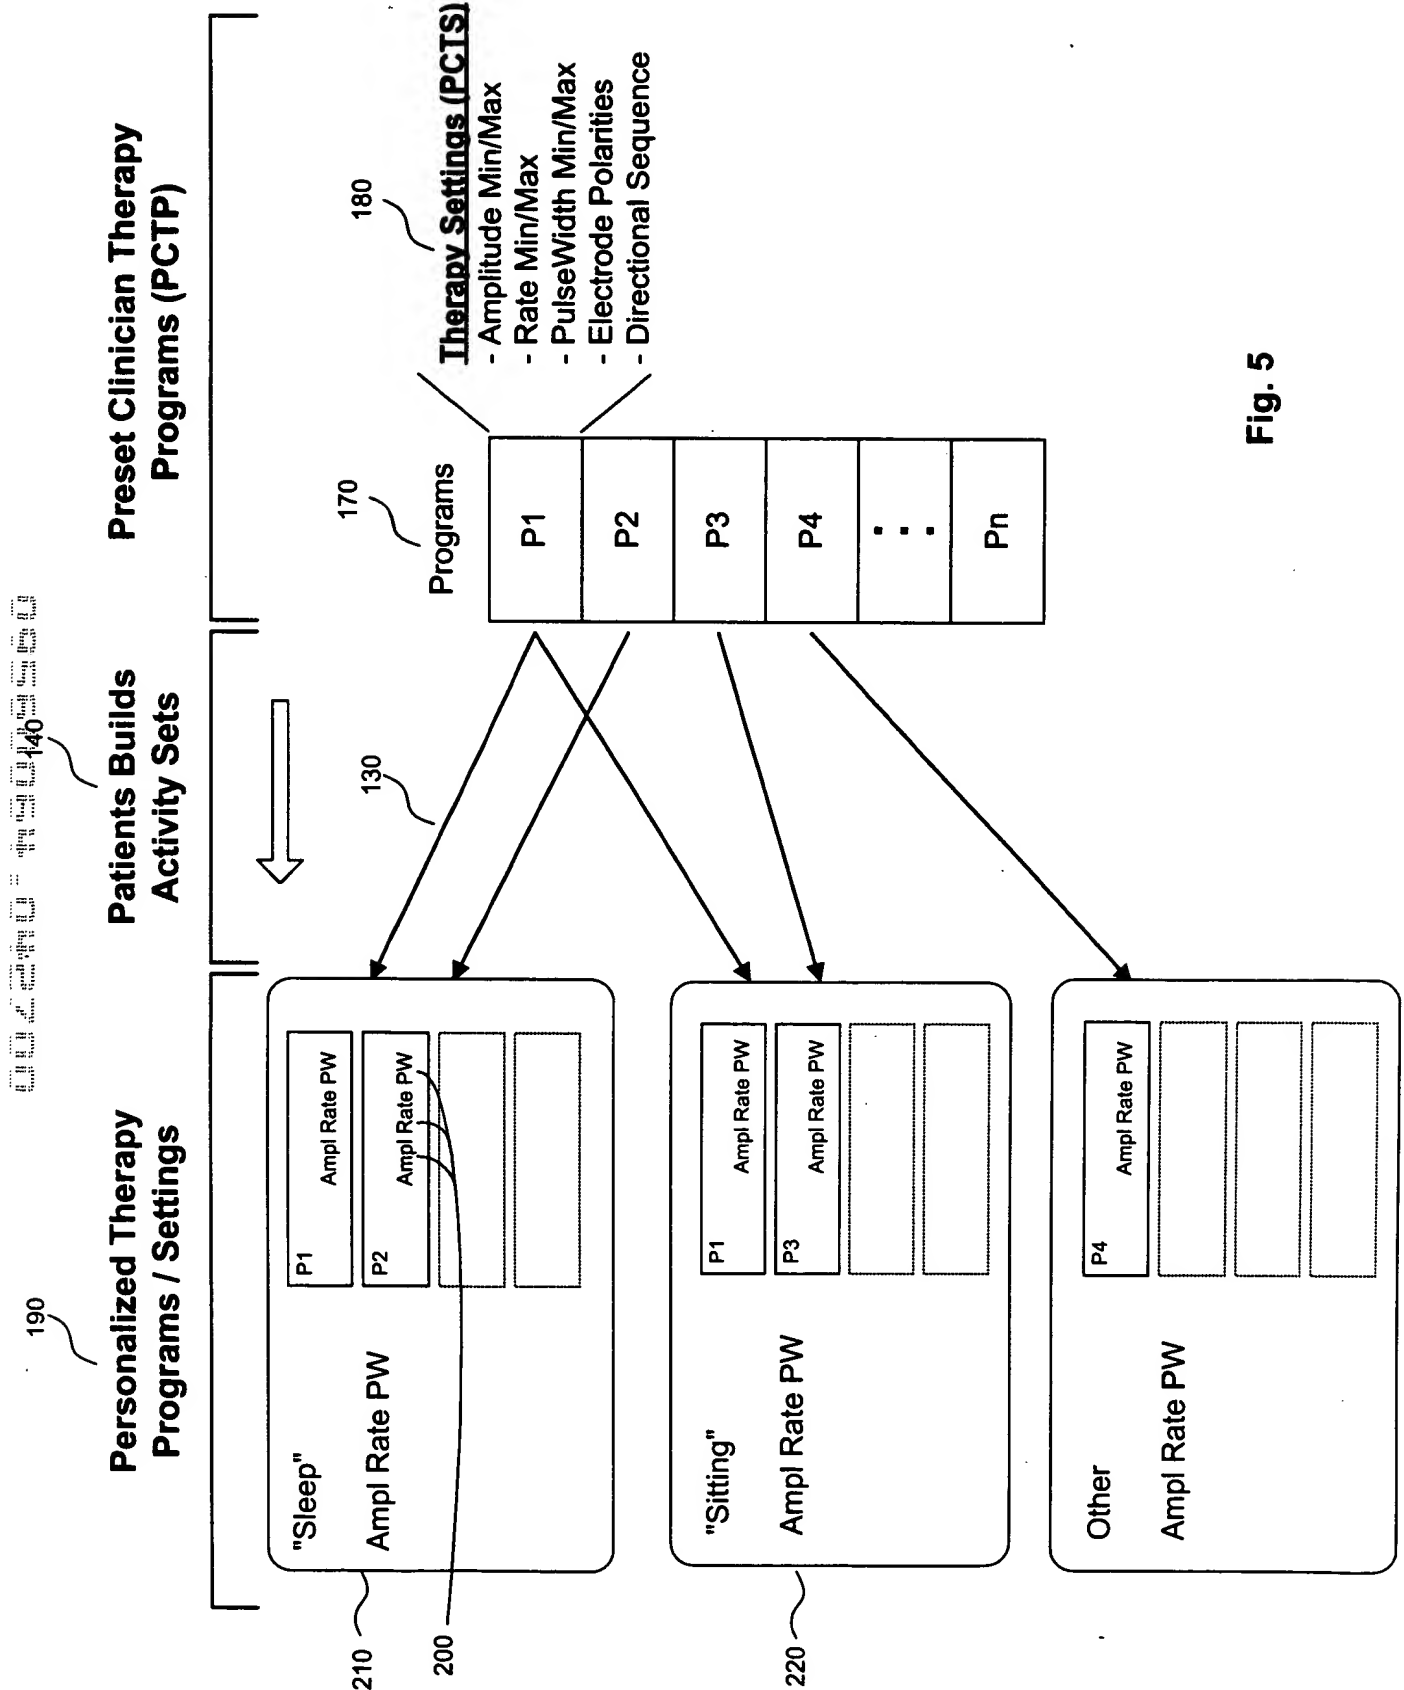 190
Personalized Therapy
Programs / Settings
140
Patients Builds
Activity Sets
Preset Clinician Therapy
Programs (PCTP)
210
"Sleep"
Ampl Rate PW
P1
Ampl Rate PW
P2
Ampl Rate PW
200
220
"Sitting"
Ampl Rate PW
P1
Ampl Rate PW
P3
Ampl Rate PW
Other
Ampl Rate PW
P4
Ampl Rate PW
130
170
Programs
P1
P2
P3
P4
. . .
Pn
180
Therapy Settings (PCTS)
- Amplitude Min/Max
- Rate Min/Max
- PulseWidth Min/Max
- Electrode Polarities
- Directional Sequence
Fig. 5